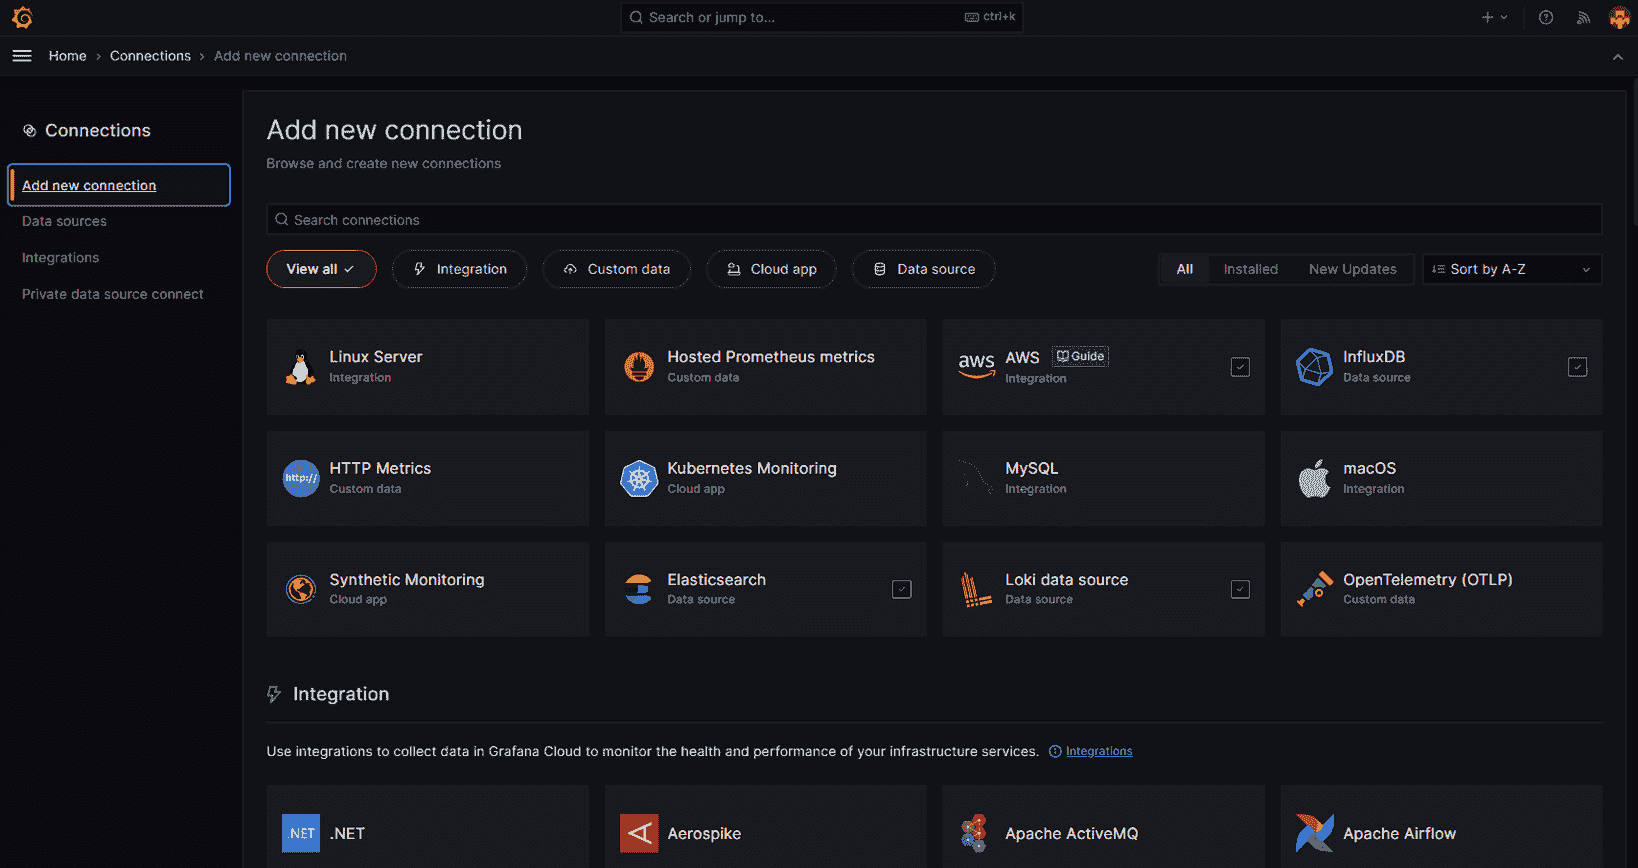 Search or jump to...
ctrl+k
Home › Connections › Add new connection
Connections
Add new connection
Data sources
Integrations
Private data source connect
Add new connection
Browse and create new connections
Search connections
View all
Integration
Custom data
Cloud app
Data source
All
Installed
New Updates
Sort by A-Z
Linux Server
Integration
Hosted Prometheus metrics
Custom data
aws
AWS
Guide
Integration
InfluxDB
Data source
http://
HTTP Metrics
Custom data
Kubernetes Monitoring
Cloud app
MySQL
Integration
macOS
Integration
Synthetic Monitoring
Cloud app
Elasticsearch
Data source
Loki data source
Data source
OpenTelemetry (OTLP)
Custom data
Integration
Use integrations to collect data in Grafana Cloud to monitor the health and performance of your infrastructure services. Integrations
.NET
.NET
Aerospike
Apache ActiveMQ
Apache Airflow